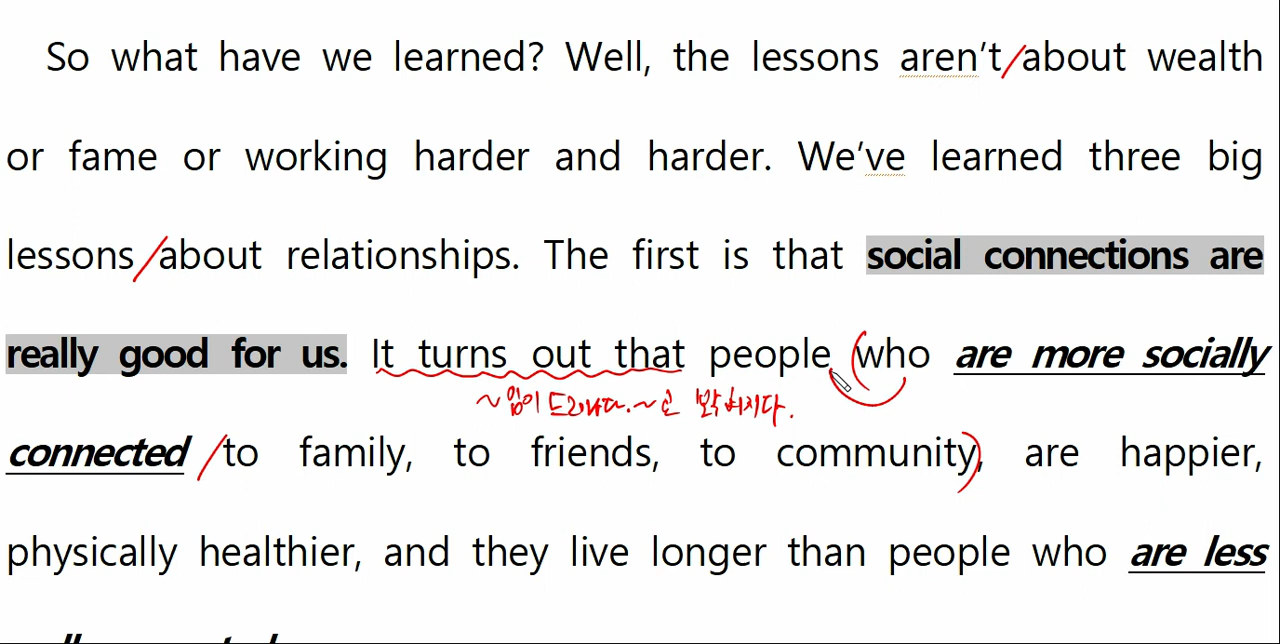 So what have we learned? Well, the lessons aren't about wealth
or fame or working harder and harder. We've learned three big
lessons about relationships. The first is that social connections are
really good for us. It turns out that people who are more socially
~임이 드러나다. ~고 밝혀지다.
connected to family, to friends, to community, are happier,
physically healthier, and they live longer than people who are less